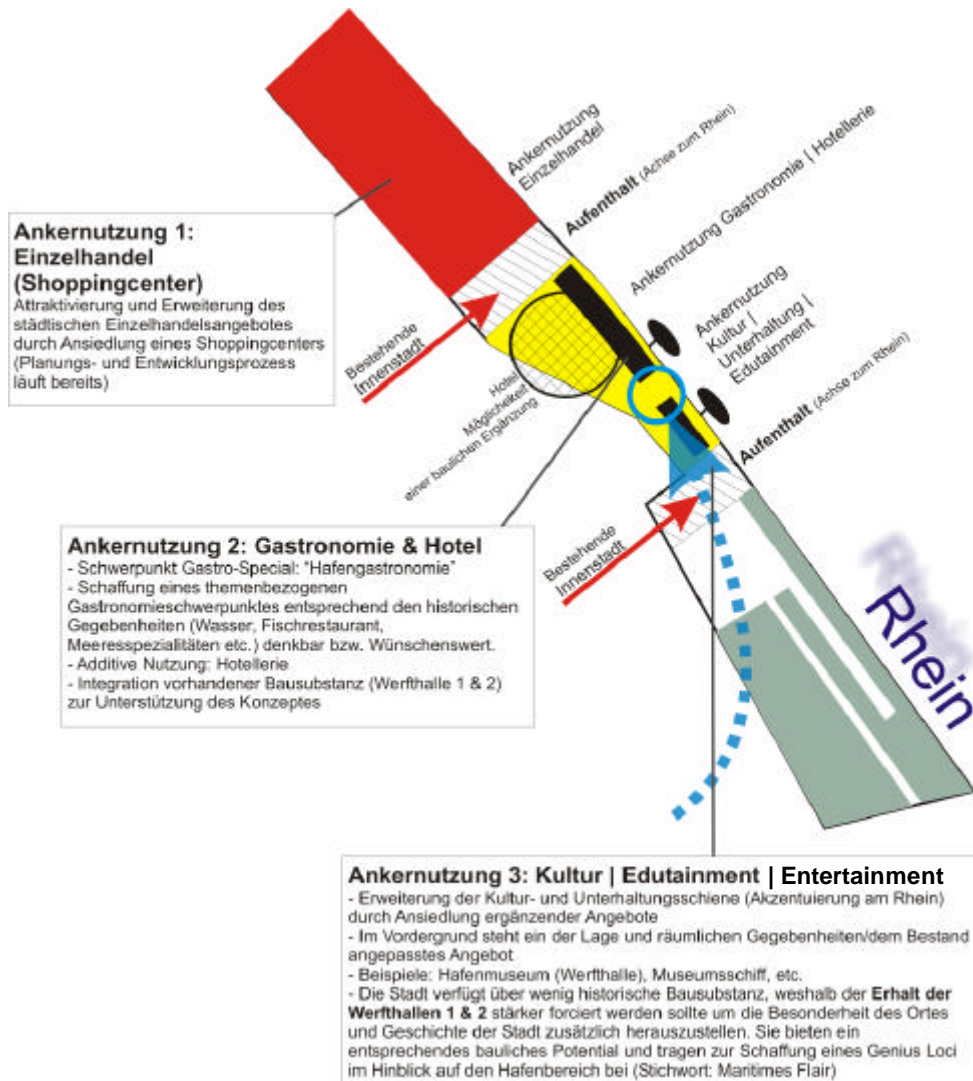 Ankernutzung
Einzelhandel
Aufenthalt (Achse zum Rhein)
Ankernutzung Gastronomie | Hotellerie
Ankernutzung 1:
Einzelhandel
(Shoppingcenter)
Attraktivierung und Erweiterung des
städtischen Einzelhandelsangebotes
durch Ansiedlung eines Shoppingcenters
(Planungs- und Entwicklungsprozess
läuft bereits)
Bestehende
Innenstadt
Ankernutzung
Kultur |
Unterhaltung |
Edutainment
Hotel
Möglichekeit
einer baulichen Ergänzung
Aufenthalt (Achse zum Rhein)
Ankernutzung 2: Gastronomie & Hotel
- Schwerpunkt Gastro-Special: "Hafengastronomie"
- Schaffung eines themenbezogenen
Gastronomieschwerpunktes entsprechend den historischen
Gegebenheiten (Wasser, Fischrestaurant,
Meeresspezialitäten etc.) denkbar bzw. Wünschenswert.
- Additive Nutzung: Hotellerie
- Integration vorhandener Bausubstanz (Werfthalle 1 & 2)
zur Unterstützung des Konzeptes
Bestehende
Innenstadt
Rhein
Ankernutzung 3: Kultur | Edutainment | Entertainment
- Erweiterung der Kultur- und Unterhaltungsschiene (Akzentuierung am Rhein)
durch Ansiedlung ergänzender Angebote
- Im Vordergrund steht ein der Lage und räumlichen Gegebenheiten/dem Bestand
angepasstes Angebot
- Beispiele: Hafenmuseum (Werfthalle), Museumsschiff, etc.
- Die Stadt verfügt über wenig historische Bausubstanz, weshalb der Erhalt der
Werfthallen 1 & 2 stärker forciert werden sollte um die Besonderheit des Ortes
und Geschichte der Stadt zusätzlich herauszustellen. Sie bieten ein
entsprechendes bauliches Potential und tragen zur Schaffung eines Genius Loci
im Hinblick auf den Hafenbereich bei (Stichwort: Maritimes Flair)